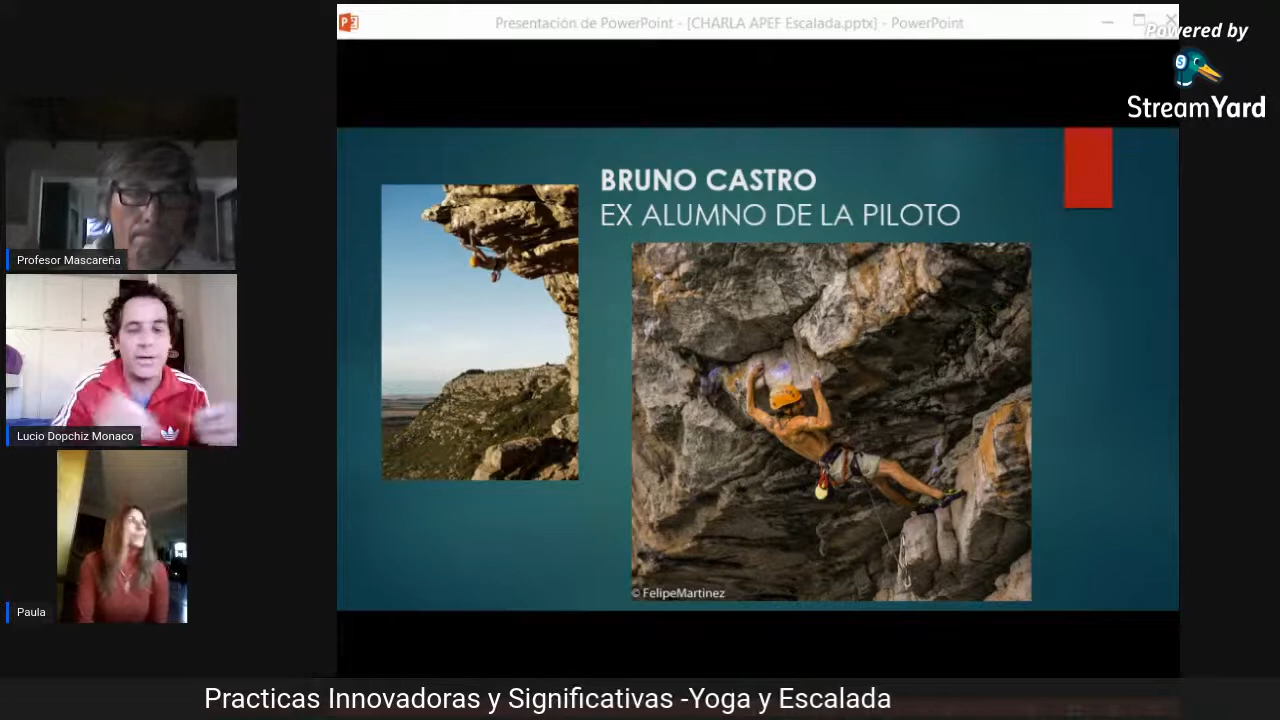 Presentación de PowerPoint - [CHARLA APEF Escalada.pptx] - PowerPoint
Powered by
StreamYard
BRUNO CASTRO
EX ALUMNO DE LA PILOTO
Profesor Mascareña
Lucio Dopchiz Monaco
Paula
© FelipeMartinez
Practicas Innovadoras y Significativas -Yoga y Escalada